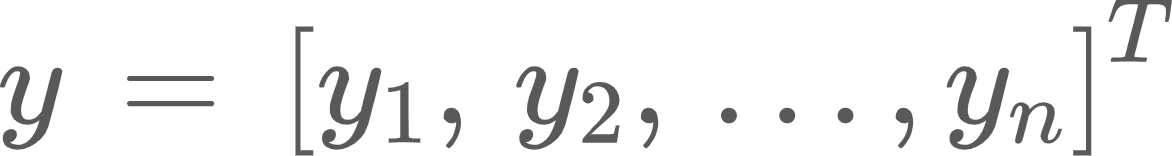 y = [y₁, y₂, . . . , yₙ]ᵀ